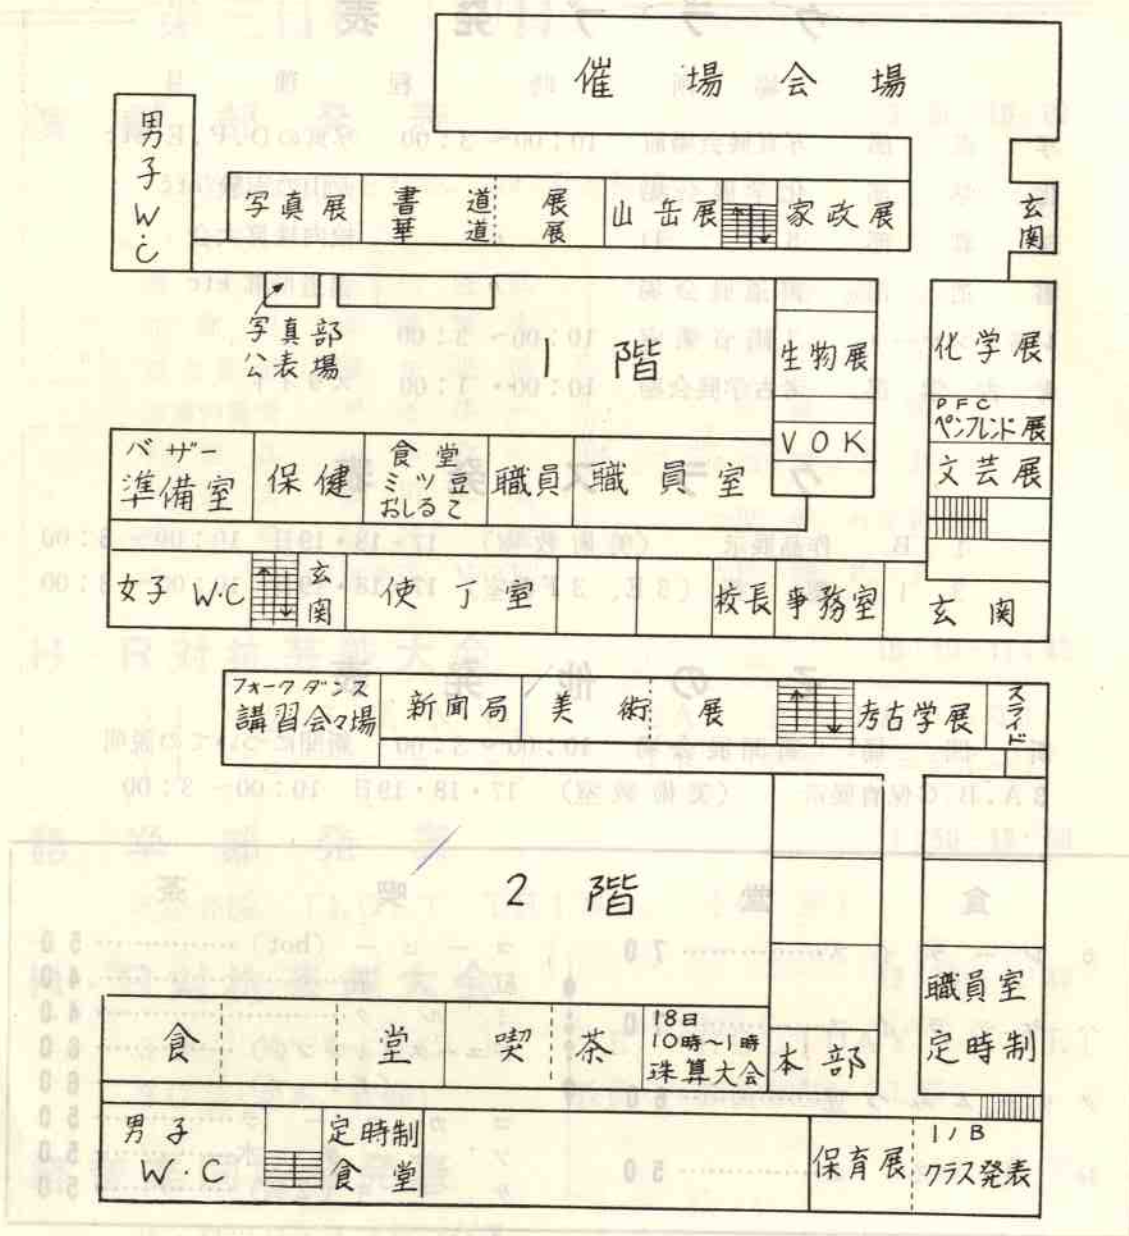 催場会場
男子W.C
写真展
書道展
華道展
山岳展
家政展
玄関
写真部
公表場
1階
生物展
化学展
PFC
ペンフレンド展
VOK
文芸展
バザー
準備室
保健
食堂
ミツ豆
おしるこ
職員
職員室
女子W.C
玄関
使丁室
校長
事務室
玄関
フォークダンス
講習会々場
新聞局
美術展
考古学展
スライド
2階
職員室
定時制
食堂
喫茶
18日
10時~1時
珠算大会
本部
男子
W.C
定時制
食堂
保育展
1/B
クラス発表